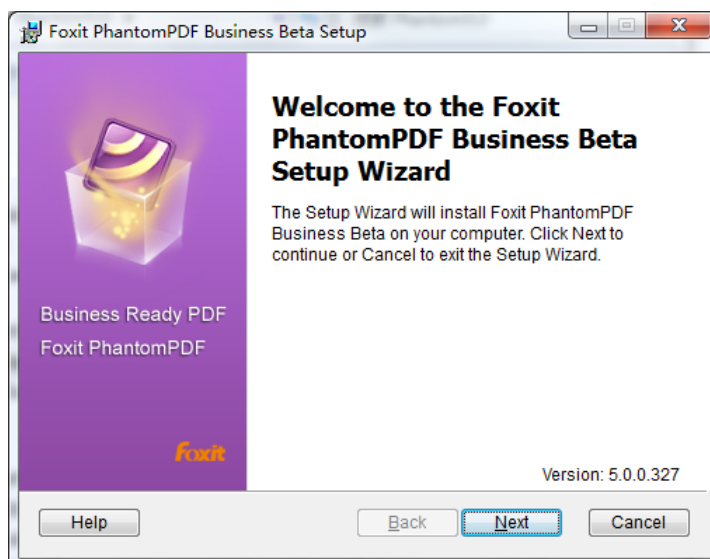 Foxit PhantomPDF Business Beta Setup
Welcome to the Foxit
PhantomPDF Business Beta
Setup Wizard
The Setup Wizard will install Foxit PhantomPDF
Business Beta on your computer. Click Next to
continue or Cancel to exit the Setup Wizard.
Business Ready PDF
Foxit PhantomPDF
Foxit
Version: 5.0.0.327
Help
Back
Next
Cancel